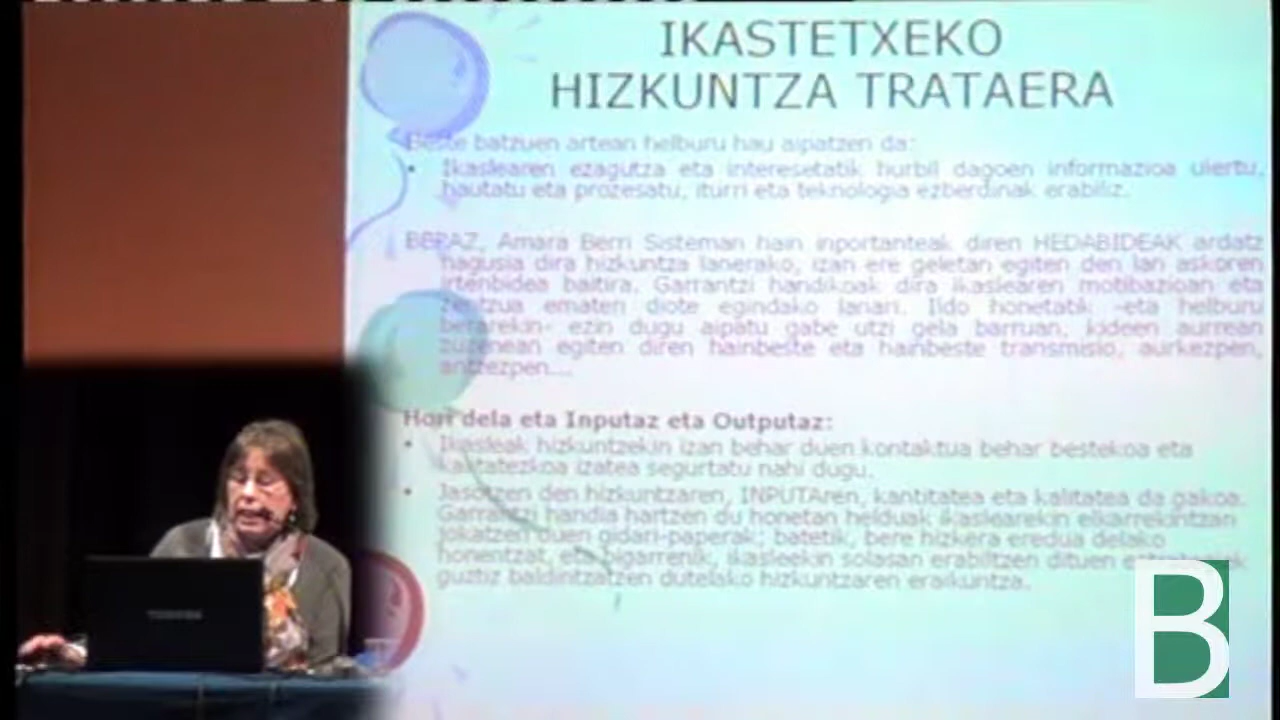 IKASTETXEKO
HIZKUNTZA TRATAERA
Beste batzuen artean helburu hau aipatzen da:
• Ikaslearen ezagutza eta interesetatik hurbil dagoen informazioa ulertu,
hautatu eta prozesatu, iturri eta teknologia ezberdinak erabiliz.
BERAZ, Amara Berri Sisteman hain inportanteak diren HEDABIDEAK ardatz
nagusia dira hizkuntza lanerako, izan ere geletan egiten den lan askoren
irtenbidea baitira. Garrantzi handikoak dira ikaslearen motibazioan eta
zentzua ematen diote egindako lanari. Ildo honetatik -eta helburu
berarekin- ezin dugu aipatu gabe utzi gela barruan, kideen aurrean
zuzenean egiten diren hainbeste eta hainbeste transmisio, aurkezpen,
antzezpen...
Hori dela eta Inputaz eta Outputaz:
• Ikasleak hizkuntzekin izan behar duen kontaktua behar bestekoa eta
kalitatezkoa izatea segurtatu nahi dugu.
• Jasotzen den hizkuntzaren, INPUTAren, kantitatea eta kalitatea da gakoa.
Garrantzi handia hartzen du honetan helduak ikaslearekin elkarrekintzan
jokatzen duen gidari-paperak; batetik, bere hizkera eredua delako
honentzat, eta bigarrenik, ikasleekin solasan erabiltzen dituen
guztiz baldintzatzen dutelako hizkuntzaren eraikuntza.
TOSHIBA
B